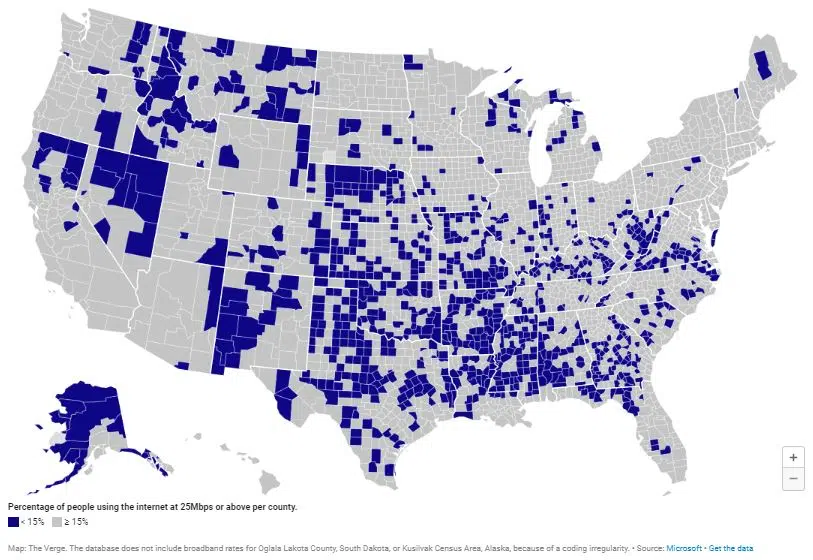 +
−
Percentage of people using the internet at 25Mbps or above per county.
< 15% ≥ 15%
Map: The Verge. The database does not include broadband rates for Oglala Lakota County, South Dakota, or Kusilvak Census Area, Alaska, because of a coding irregularity. • Source: Microsoft • Get the data